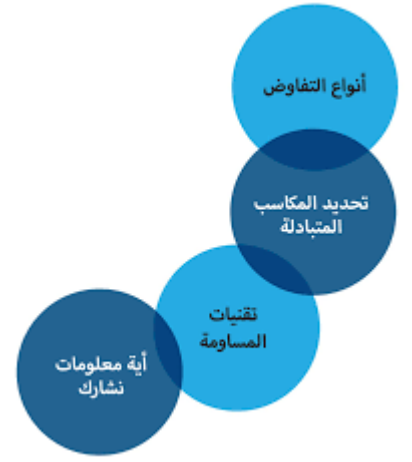 أنواع التفاوض
تحديد المكاسب
المتبادلة
تقنيات
المساومة
أية معلومات
نشارك